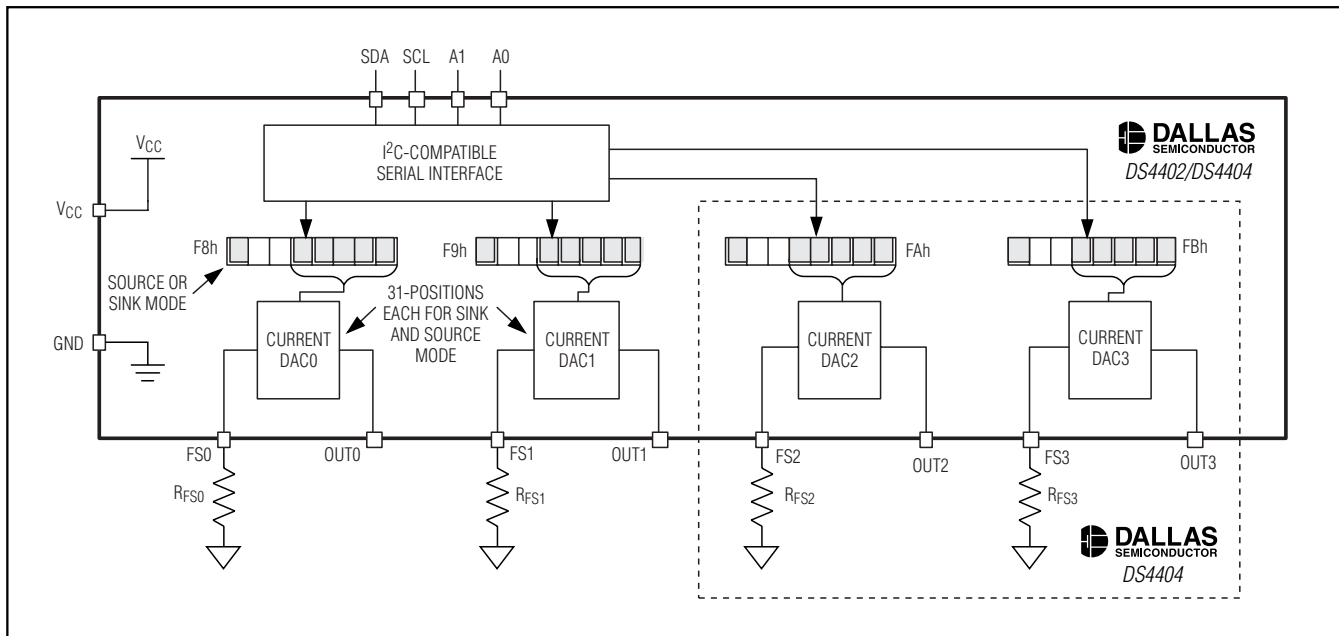 SDA SCL A1 A0
DALLAS
SEMICONDUCTOR
DS4402/DS4404
I²C-COMPATIBLE
SERIAL INTERFACE
VCC
VCC
F8h
F9h
FAh
FBh
SOURCE OR
SINK MODE
31-POSITIONS
EACH FOR SINK
AND SOURCE
MODE
GND
CURRENT
DAC0
CURRENT
DAC1
CURRENT
DAC2
CURRENT
DAC3
FS0
OUT0
FS1
OUT1
FS2
OUT2
FS3
OUT3
RFS0
RFS1
RFS2
RFS3
DALLAS
SEMICONDUCTOR
DS4404